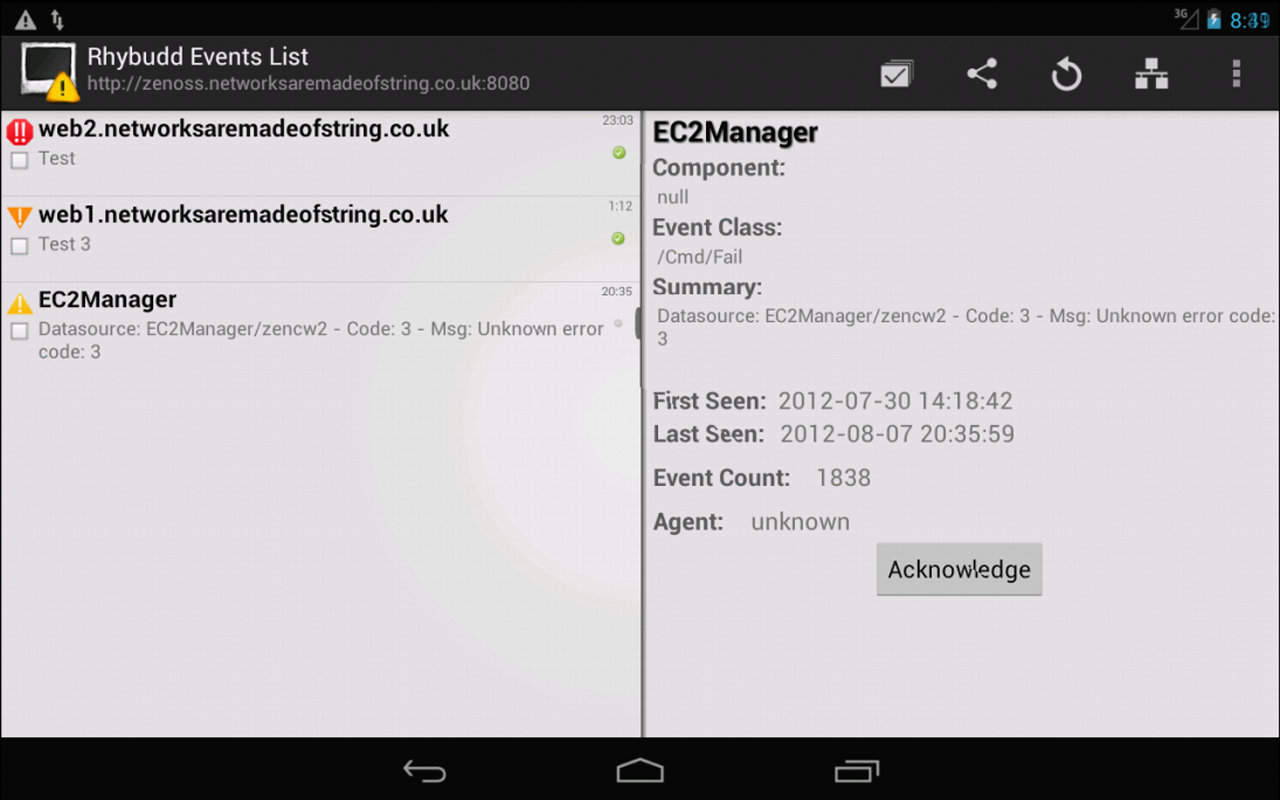 3G
Rhybudd Events List
http://zenoss.networksaremadeofstring.co.uk:8080
web2.networksaremadeofstring.co.uk
23:03
Test
web1.networksaremadeofstring.co.uk
1:12
Test 3
EC2Manager
20:35
Datasource: EC2Manager/zencw2 - Code: 3 - Msg: Unknown error
code: 3
EC2Manager
Component:
null
Event Class:
/Cmd/Fail
Summary:
Datasource: EC2Manager/zencw2 - Code: 3 - Msg: Unknown error code:
3
First Seen: 2012-07-30 14:18:42
Last Seen: 2012-08-07 20:35:59
Event Count: 1838
Agent: unknown
Acknowledge